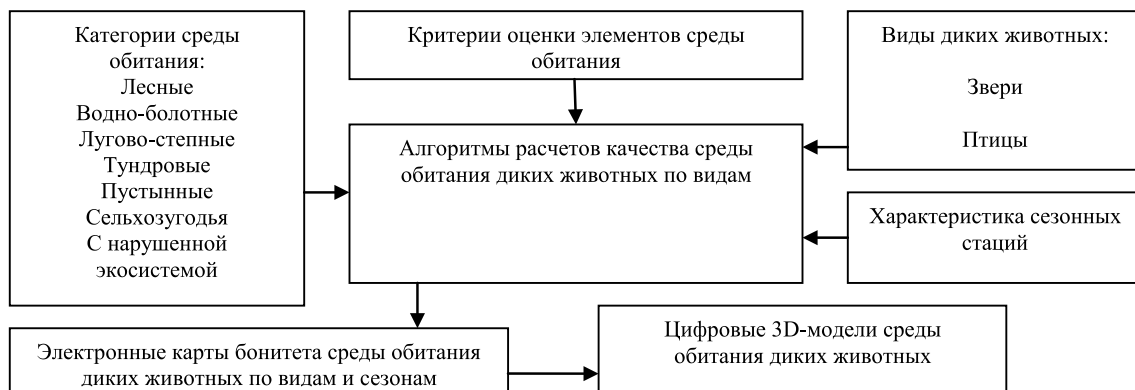 Категории среды
обитания:
Лесные
Водно-болотные
Лугово-степные
Тундровые
Пустынные
Сельхозугодья
С нарушенной
экосистемой
Критерии оценки элементов среды
обитания
Виды диких животных:
Звери
Птицы
Алгоритмы расчетов качества среды
обитания диких животных по видам
Характеристика сезонных
стаций
Электронные карты бонитета среды обитания
диких животных по видам и сезонам
Цифровые 3D-модели среды
обитания диких животных